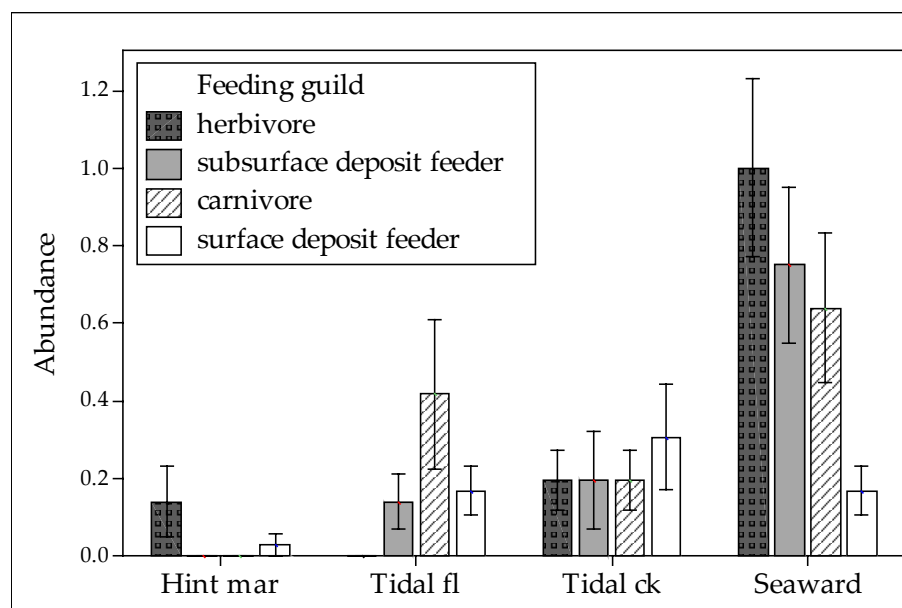 Feeding guild
herbivore
subsurface deposit feeder
carnivore
surface deposit feeder
Abundance
1.2
1.0
0.8
0.6
0.4
0.2
0.0
Hint mar Tidal fl Tidal ck Seaward